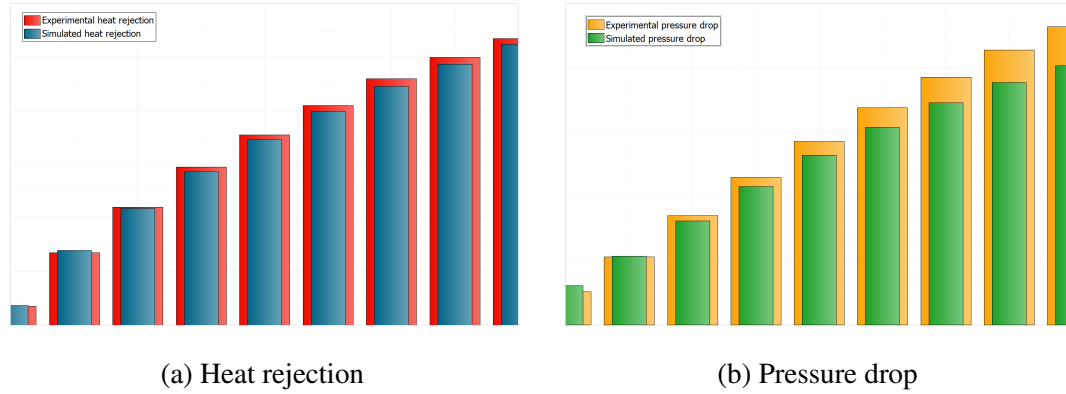 Experimental heat rejection
Simulated heat rejection
Experimental pressure drop
Simulated pressure drop
(a) Heat rejection
(b) Pressure drop